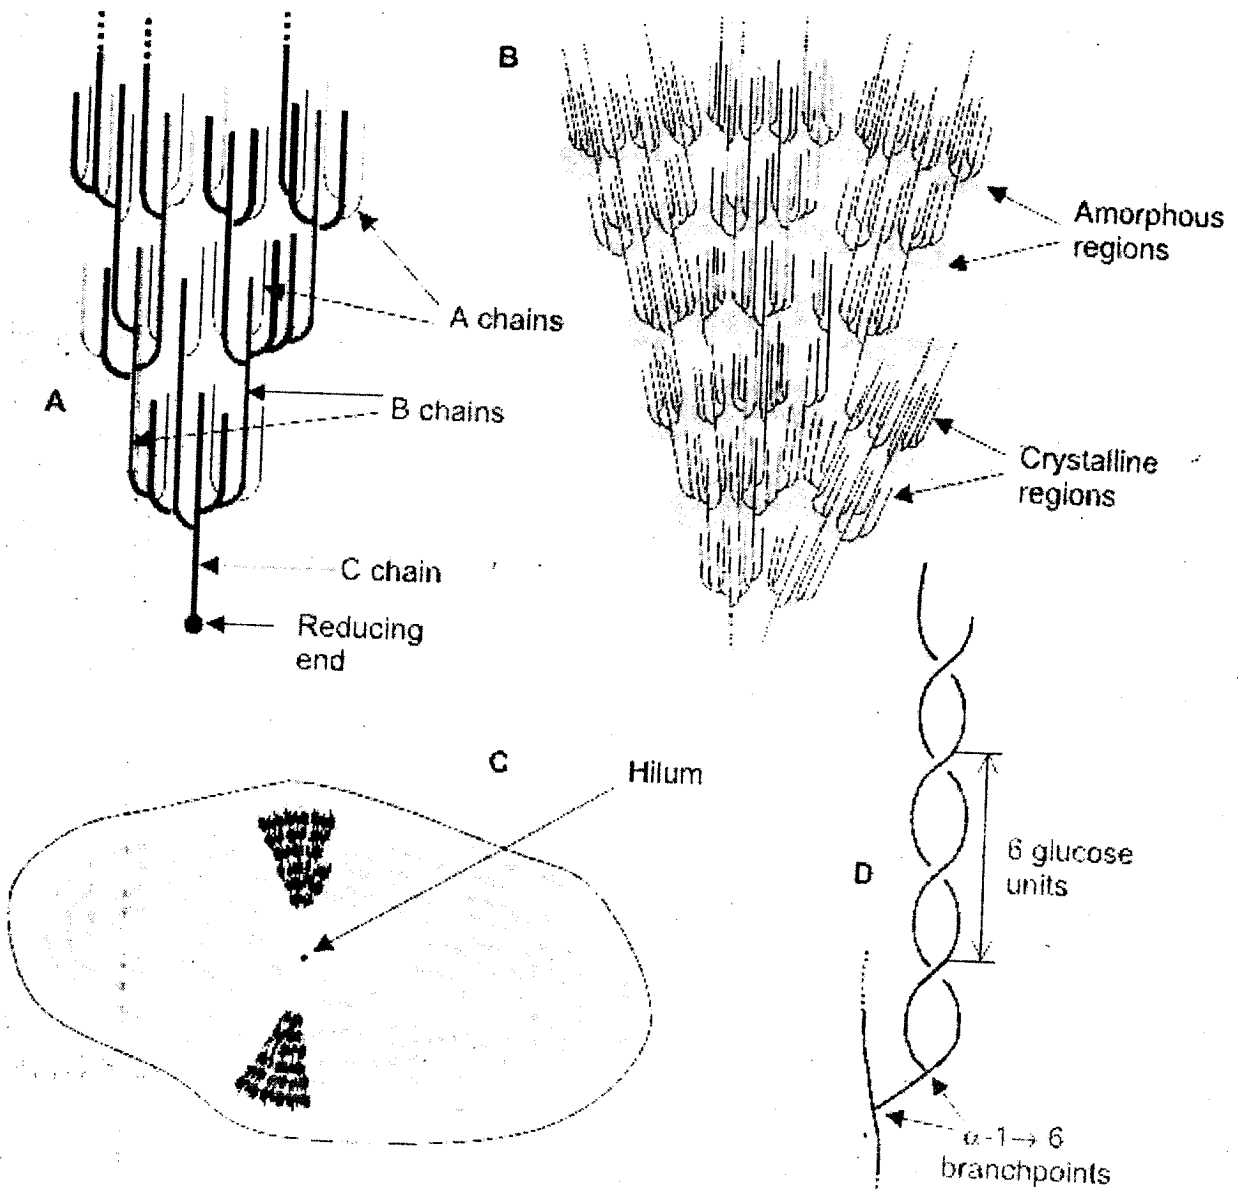 B
Amorphous
regions
A chains
A
B chains
Crystalline
regions
C chain
Reducing
end
C
Hilum
6 glucose
units
D
α-1→ 6
branchpoints